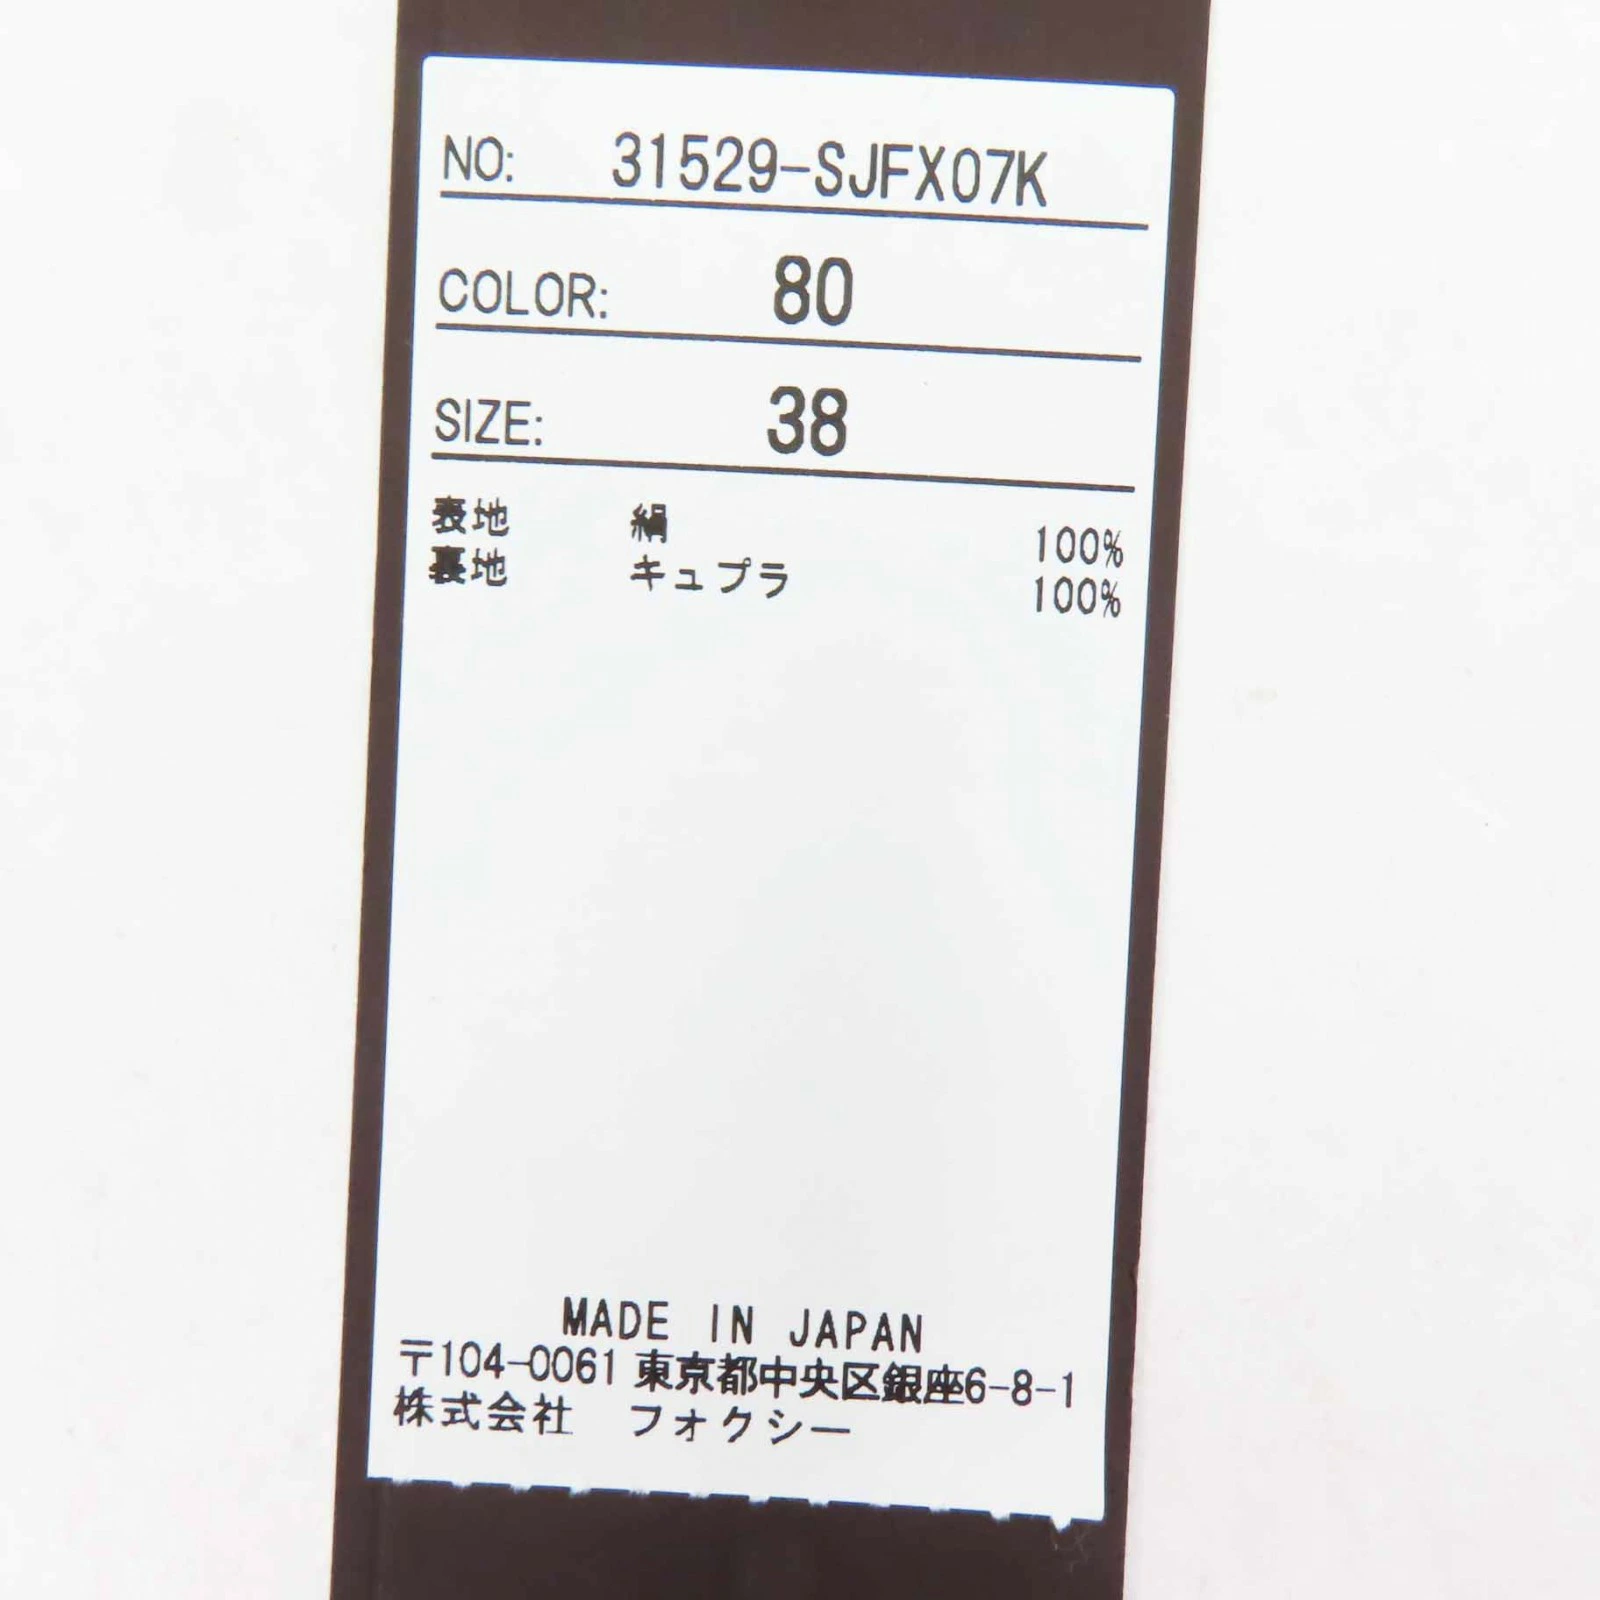 NO: 31529-SJFX07K
COLOR: 80
SIZE: 38
表地 絹 100%
裏地 キュプラ 100%
MADE IN JAPAN
〒104-0061 東京都中央区銀座6-8-1
株式会社 フォクシー